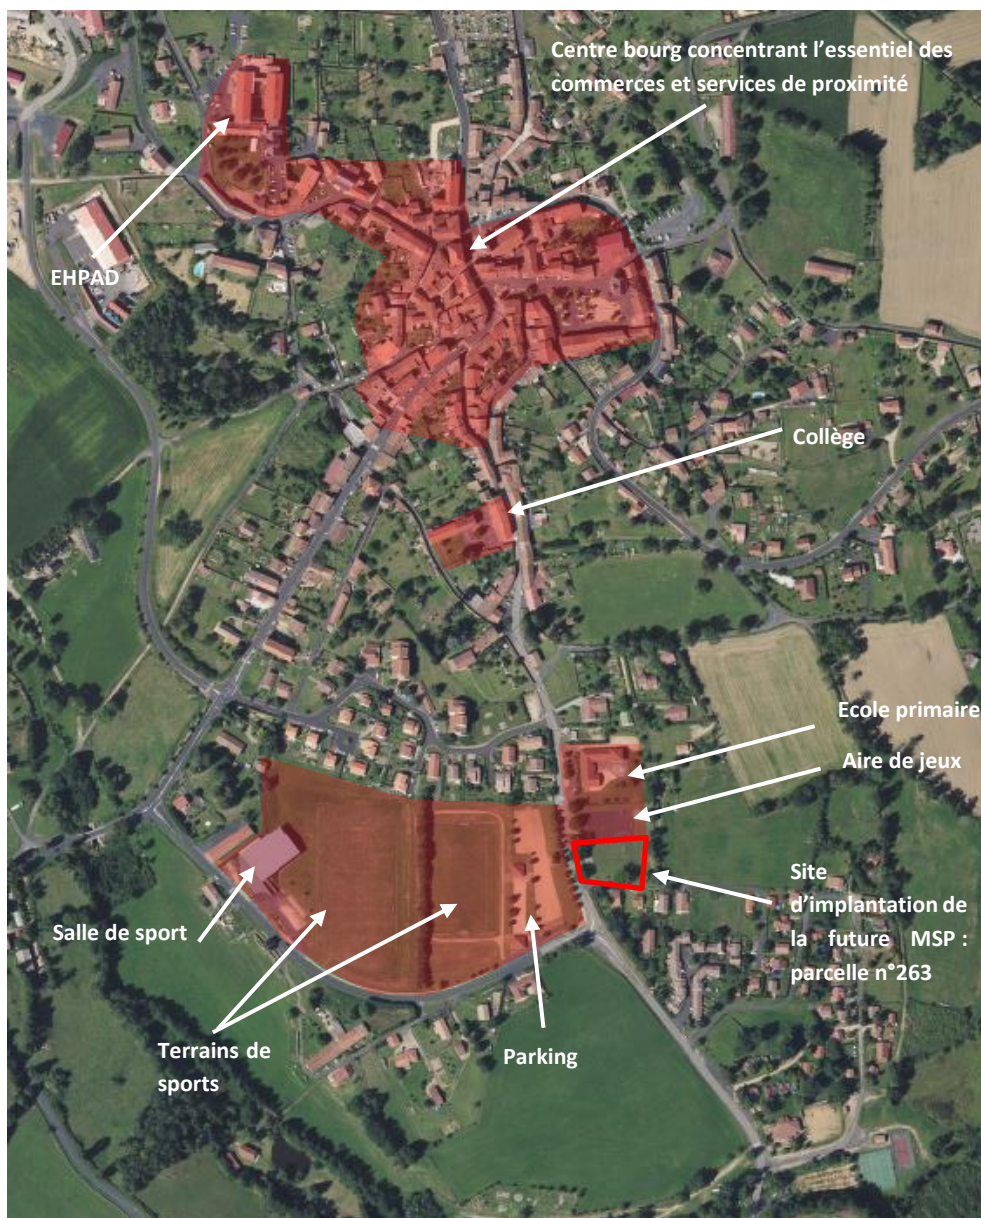 Centre bourg concentrant l'essentiel des
commerces et services de proximité
EHPAD
Collège
Ecole primaire
Aire de jeux
Site
d'implantation de
la future MSP :
parcelle n°263
Salle de sport
Terrains de
sports
Parking